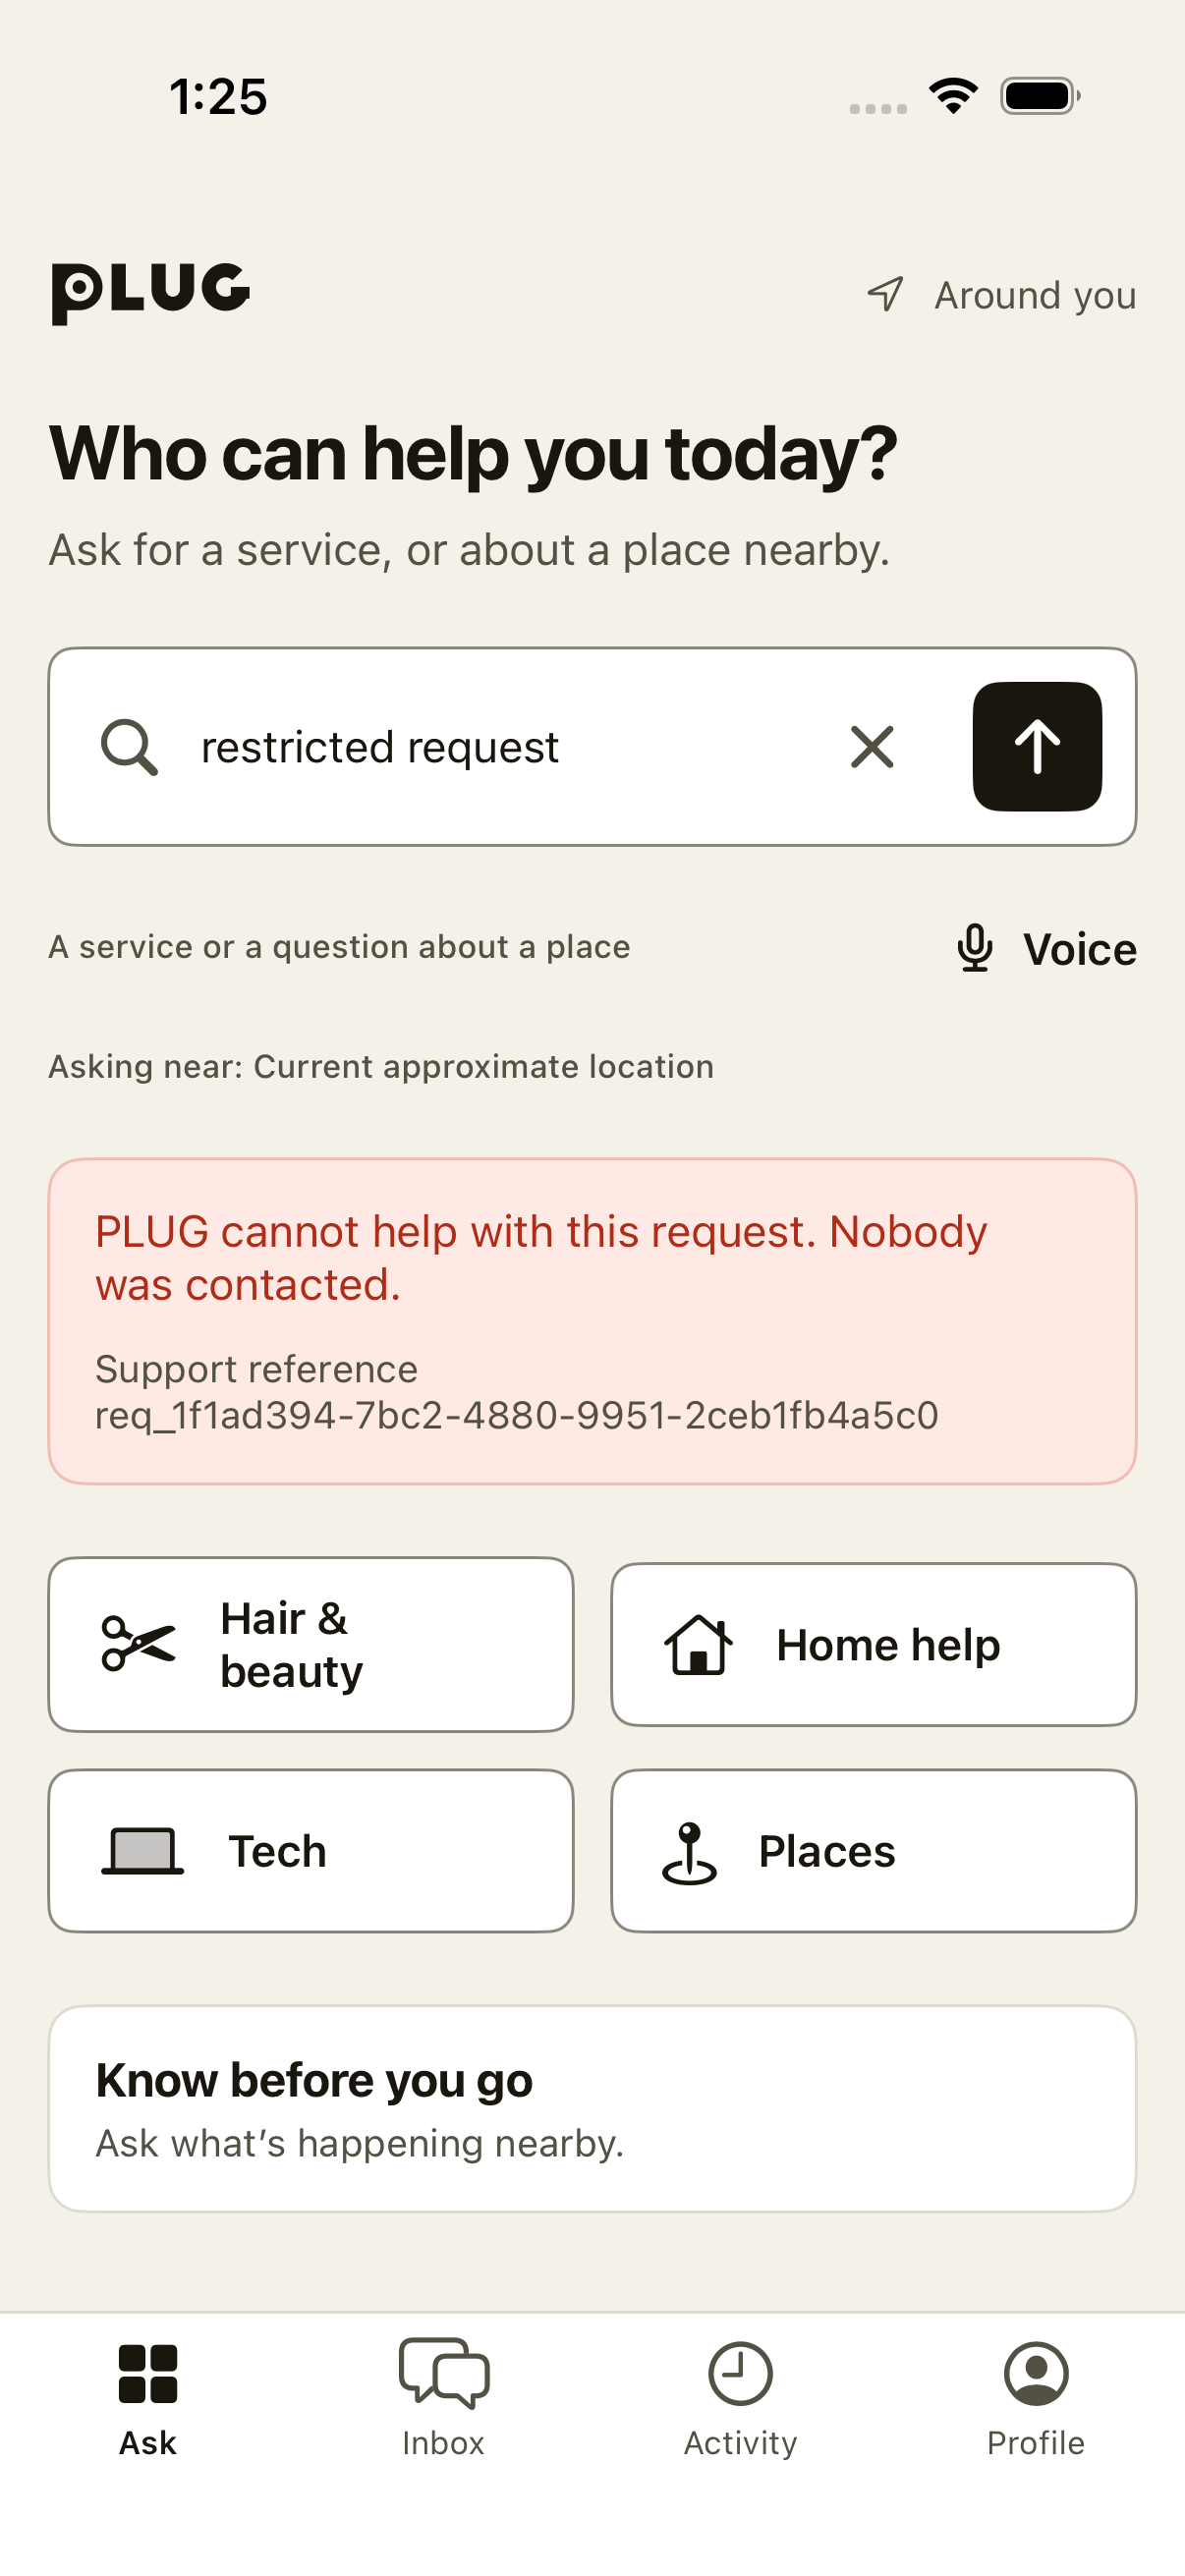 1:25
PLUG
Around you
Who can help you today?
Ask for a service, or about a place nearby.
restricted request
A service or a question about a place
Voice
Asking near: Current approximate location
PLUG cannot help with this request. Nobody
was contacted.
Support reference
req_1f1ad394-7bc2-4880-9951-2ceb1fb4a5c0
Hair &
beauty
Home help
Tech
Places
Know before you go
Ask what’s happening nearby.
Ask
Inbox
Activity
Profile